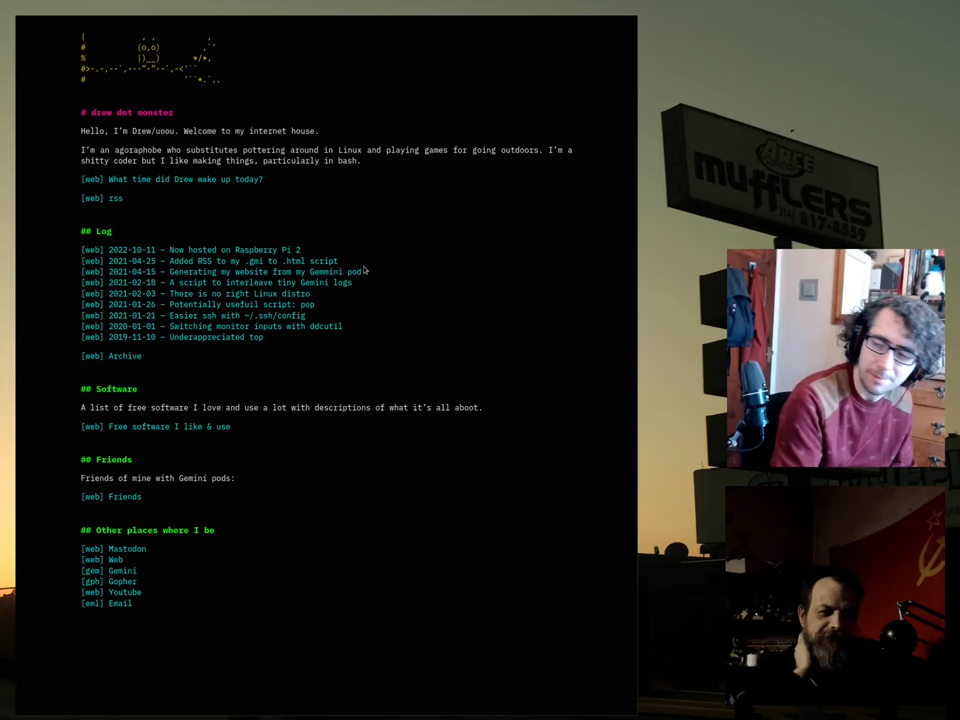 # drew dot monster
Hello, I’m Drew/uoou. Welcome to my internet house.
I’m an agoraphobe who substitutes pottering around in Linux and playing games for going outdoors. I’m a
shitty coder but I like making things, particularly in bash.
[web] What time did Drew wake up today?
[web] rss
## Log
[web] 2022-10-11 – Now hosted on Raspberry Pi 2
[web] 2021-04-25 – Added RSS to my .gmi to .html script
[web] 2021-04-15 – Generating my website from my Gemmini pod
[web] 2021-02-18 – A script to interleave tiny Gemini logs
[web] 2021-02-03 – There is no right Linux distro
[web] 2021-01-26 – Potentially usefuil script: pop
[web] 2021-01-21 – Easier ssh with ~/.ssh/config
[web] 2020-01-01 – Switching monitor inputs with ddcutil
[web] 2019-11-10 – Underappreciated top
[web] Archive
## Software
A list of free software I love and use a lot with descriptions of what it’s all aboot.
[web] Free software I like & use
## Friends
Friends of mine with Gemini pods:
[web] Friends
## Other places where I be
[web] Mastodon
[web] Web
[gem] Gemini
[gph] Gopher
[web] Youtube
[eml] Email
ARCE
muffLERS
817-8559